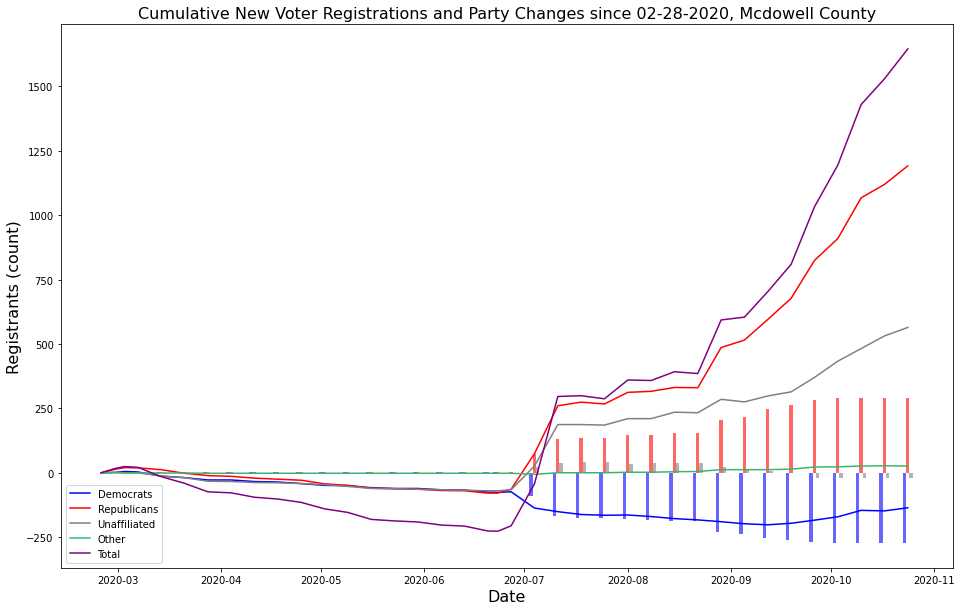 Cumulative New Voter Registrations and Party Changes since 02-28-2020, Mcdowell County
Registrants (count)
1500
1250
1000
750
500
250
0
−250
Democrats
Republicans
Unaffiliated
Other
Total
2020-03 2020-04 2020-05 2020-06 2020-07 2020-08 2020-09 2020-10 2020-11
Date